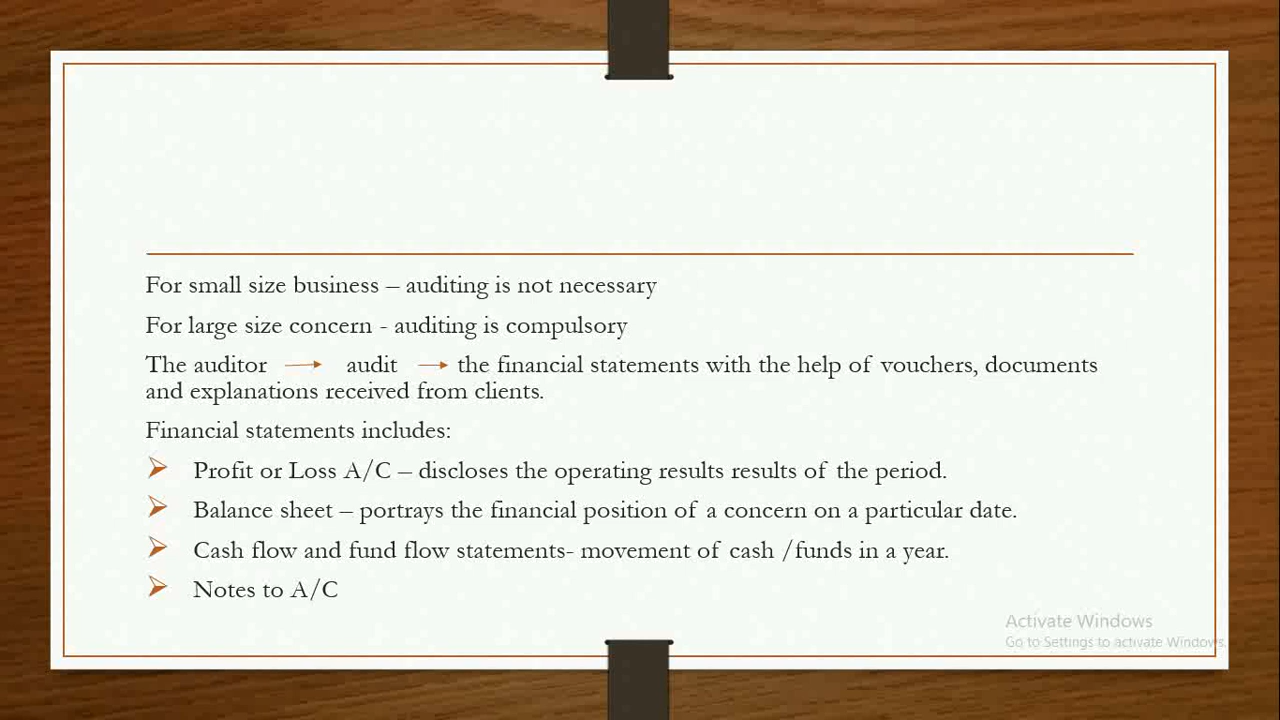 For small size business – auditing is not necessary
For large size concern - auditing is compulsory
The auditor → audit → the financial statements with the help of vouchers, documents
and explanations received from clients.
Financial statements includes:
➢ Profit or Loss A/C – discloses the operating results results of the period.
➢ Balance sheet – portrays the financial position of a concern on a particular date.
➢ Cash flow and fund flow statements- movement of cash /funds in a year.
➢ Notes to A/C
Activate Windows
Go to Settings to activate Windows.